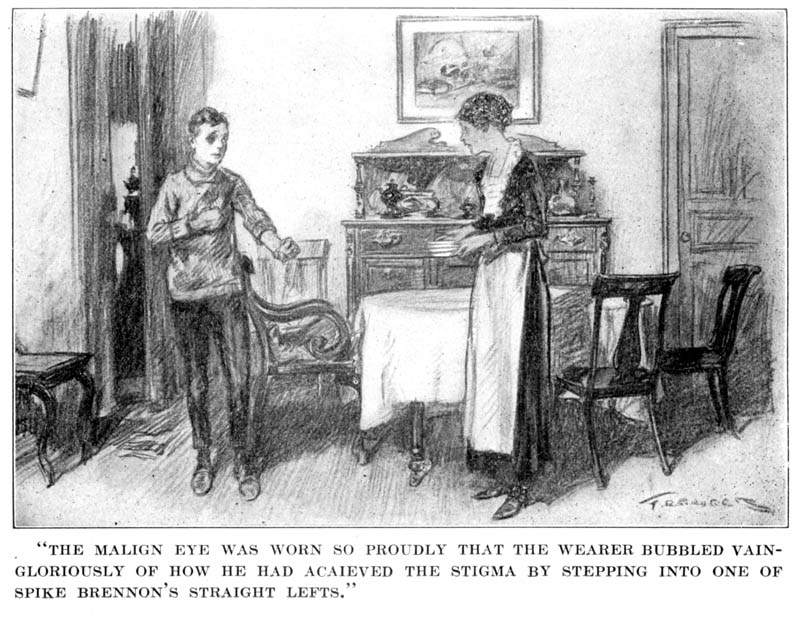 "THE MALIGN EYE WAS WORN SO PROUDLY THAT THE WEARER BUBBLED VAIN-
GLORIOUSLY OF HOW HE HAD ACAIEVED THE STIGMA BY STEPPING INTO ONE OF
SPIKE BRENNON'S STRAIGHT LEFTS."